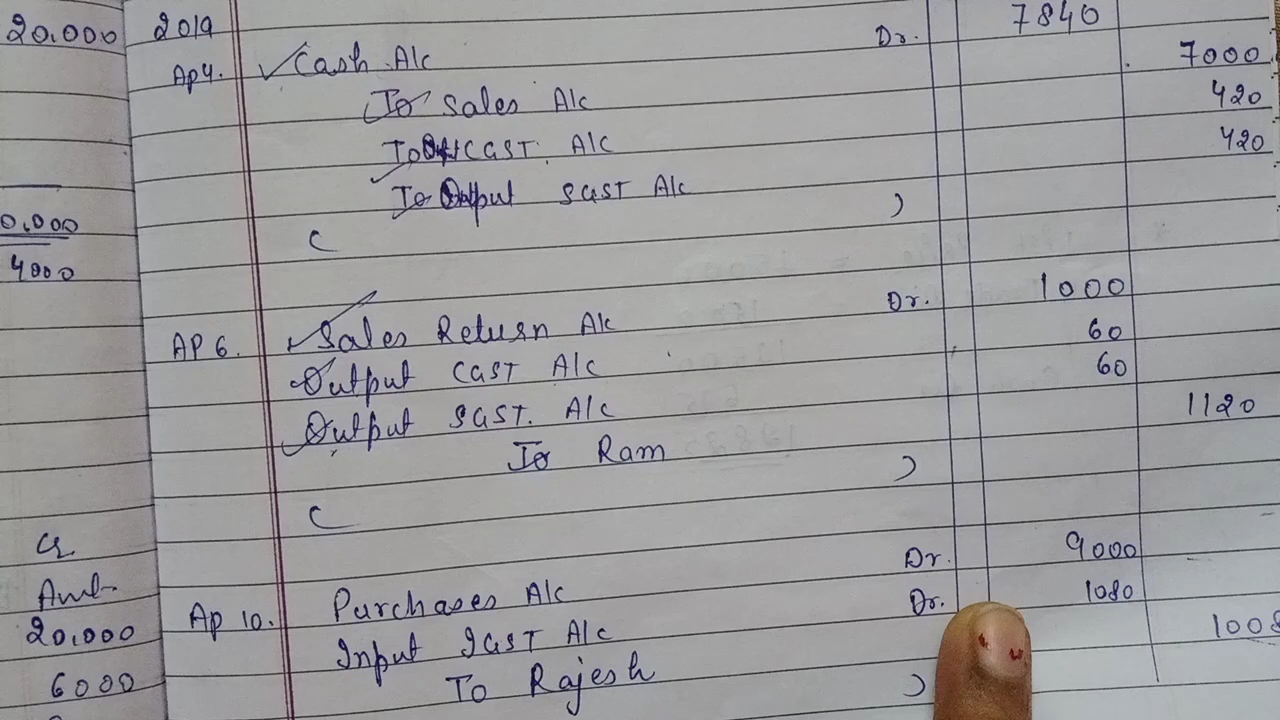 20.000
0.000
4000
Cr
Amt
20.000
6000
2019
Ap 4. Cash A/c Dr. 7840
To Sales A/c 7000
To CGST A/c 420
To Output SGST A/c 420
( )
AP 6. Sales Return A/c Dr. 1000
Output CGST A/c 60
Output SGST. A/c 60
To Ram 1120
( )
Ap 10. Purchases A/c Dr. 9000
Input IGST A/c Dr. 1080
To Rajesh 1008
)